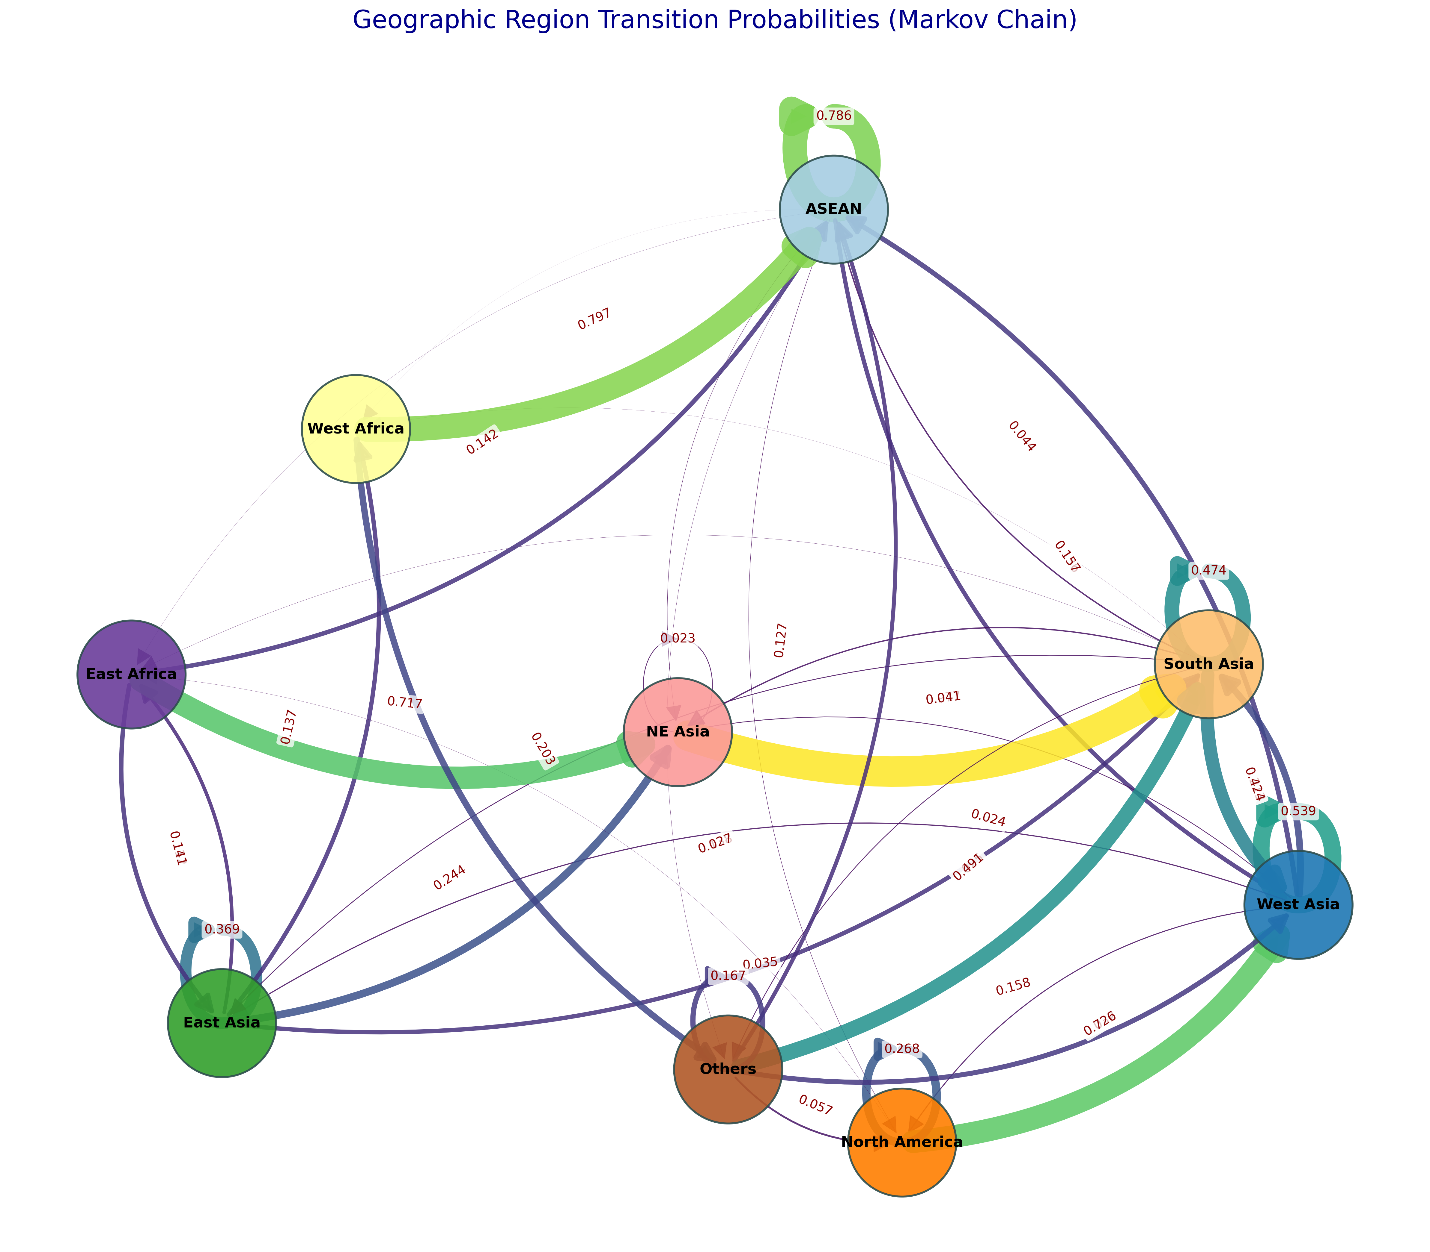 Geographic Region Transition Probabilities (Markov Chain)
0.786
ASEAN
0.797
West Africa
0.142
0.044
0.157
0.474
0.127
0.023
South Asia
East Africa
0.717
0.041
0.137
NE Asia
0.203
0.424
0.539
0.024
0.141
0.027
0.491
0.244
West Asia
0.369
0.035
0.167
0.158
East Asia
0.726
0.268
Others
0.057
North America